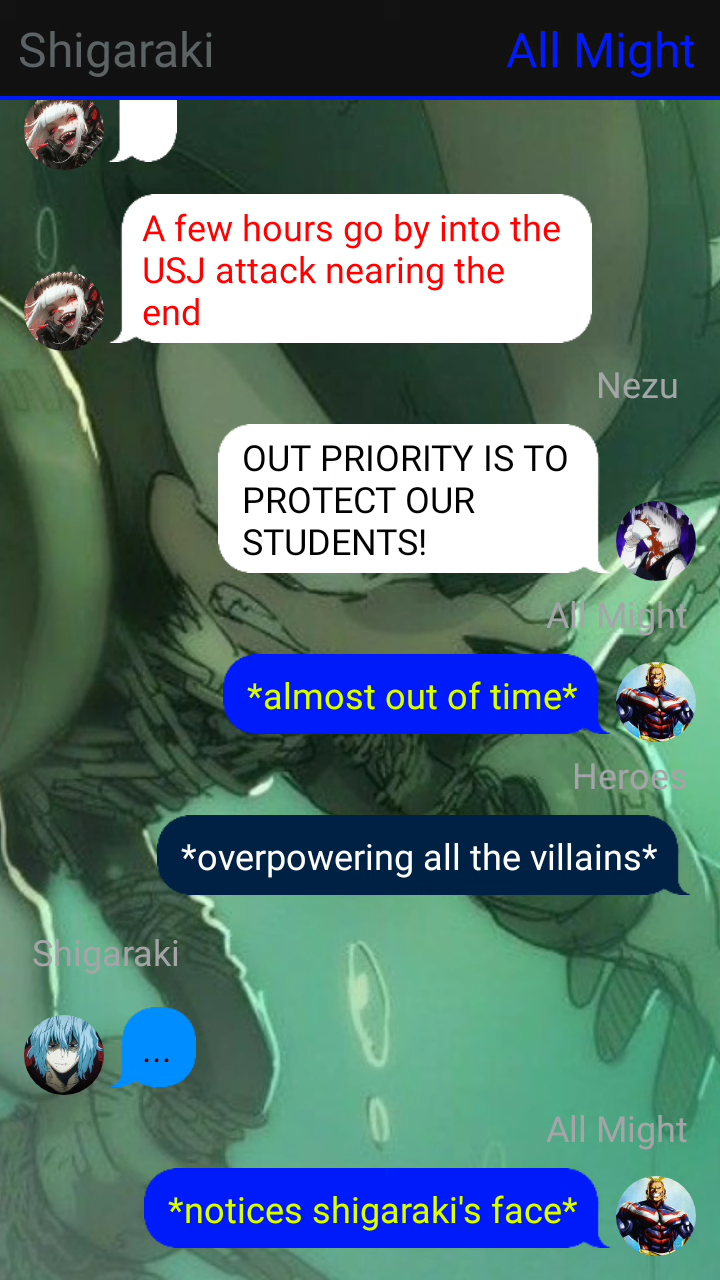 Shigaraki All Might
A few hours go by into the
USJ attack nearing the
end
Nezu
OUT PRIORITY IS TO
PROTECT OUR
STUDENTS!
All Might
*almost out of time*
Heroes
*overpowering all the villains*
Shigaraki
...
All Might
*notices shigaraki's face*